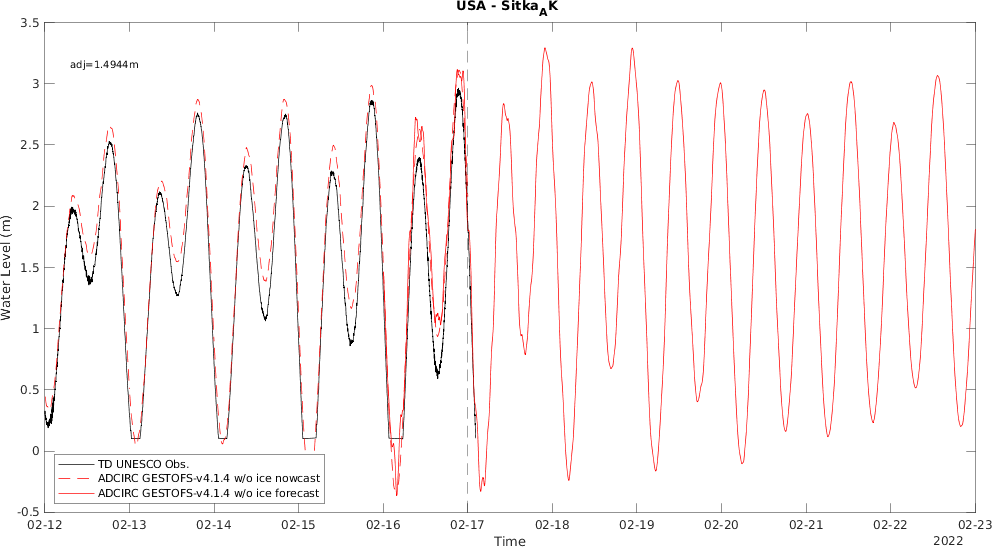 USA - Sitka_AK
3.5
adj=1.4944m
3
2.5
2
1.5
1
0.5
0
-0.5
Water Level (m)
TD UNESCO Obs.
ADCIRC GESTOFS-v4.1.4 w/o ice nowcast
ADCIRC GESTOFS-v4.1.4 w/o ice forecast
02-12 02-13 02-14 02-15 02-16 02-17 02-18 02-19 02-20 02-21 02-22 02-23
Time
2022